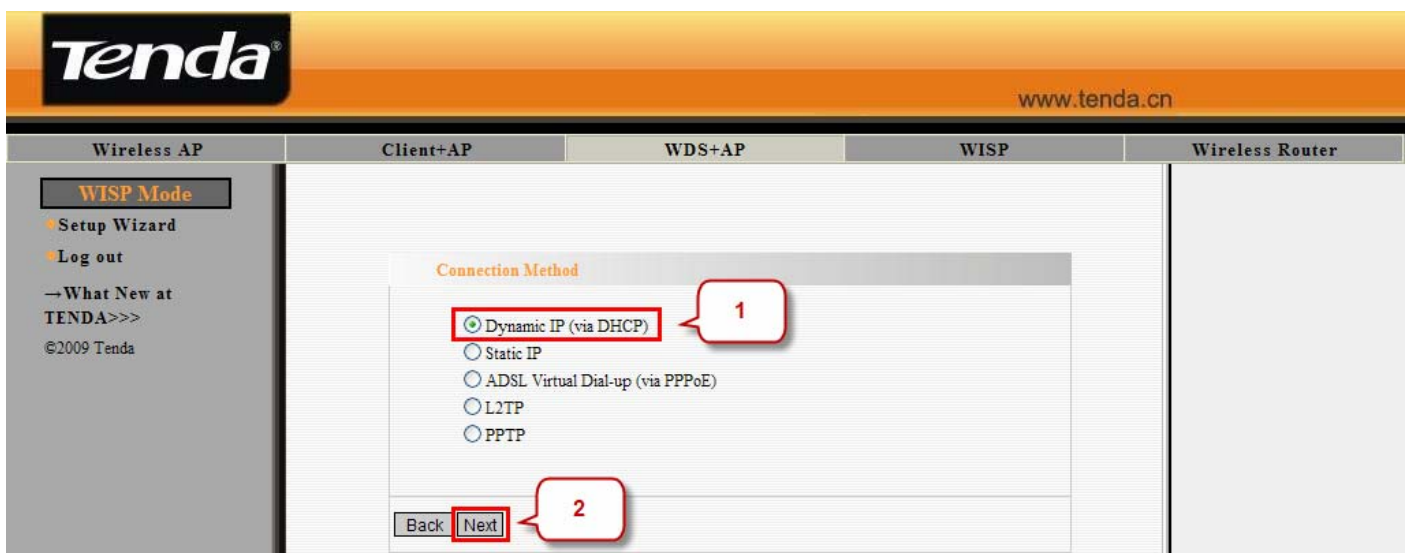 Tenda®
www.tenda.cn
Wireless AP
Client+AP
WDS+AP
WISP
Wireless Router
WISP Mode
Setup Wizard
Log out
→What New at
TENDA>>>
©2009 Tenda
Connection Method
Dynamic IP (via DHCP)
1
Static IP
ADSL Virtual Dial-up (via PPPoE)
L2TP
PPTP
Back
Next
2